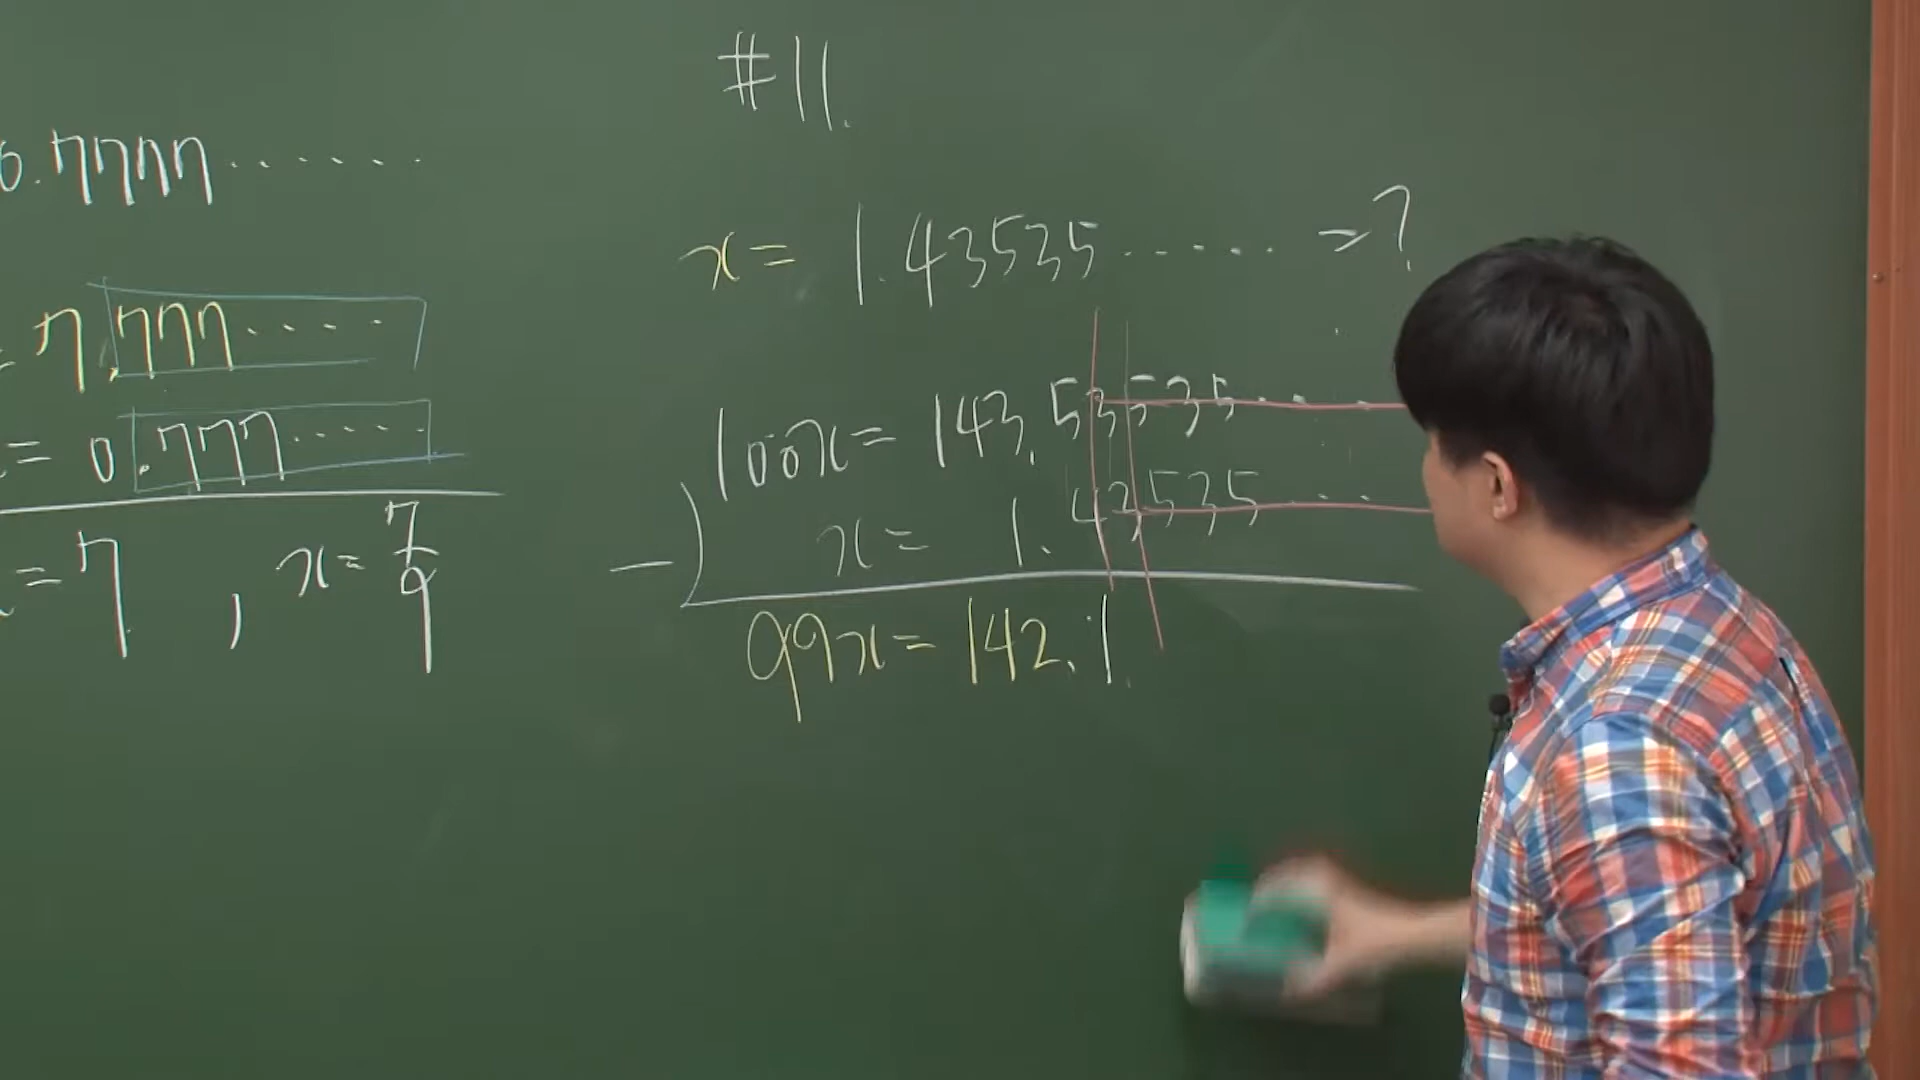 0.7777.......
= 7.777.....
= 0.777......
= 7 , x = 7/9
#11.
x = 1.43535...... = ?
100x = 143.53535....
—) x = 1.43535....
99x = 142.1